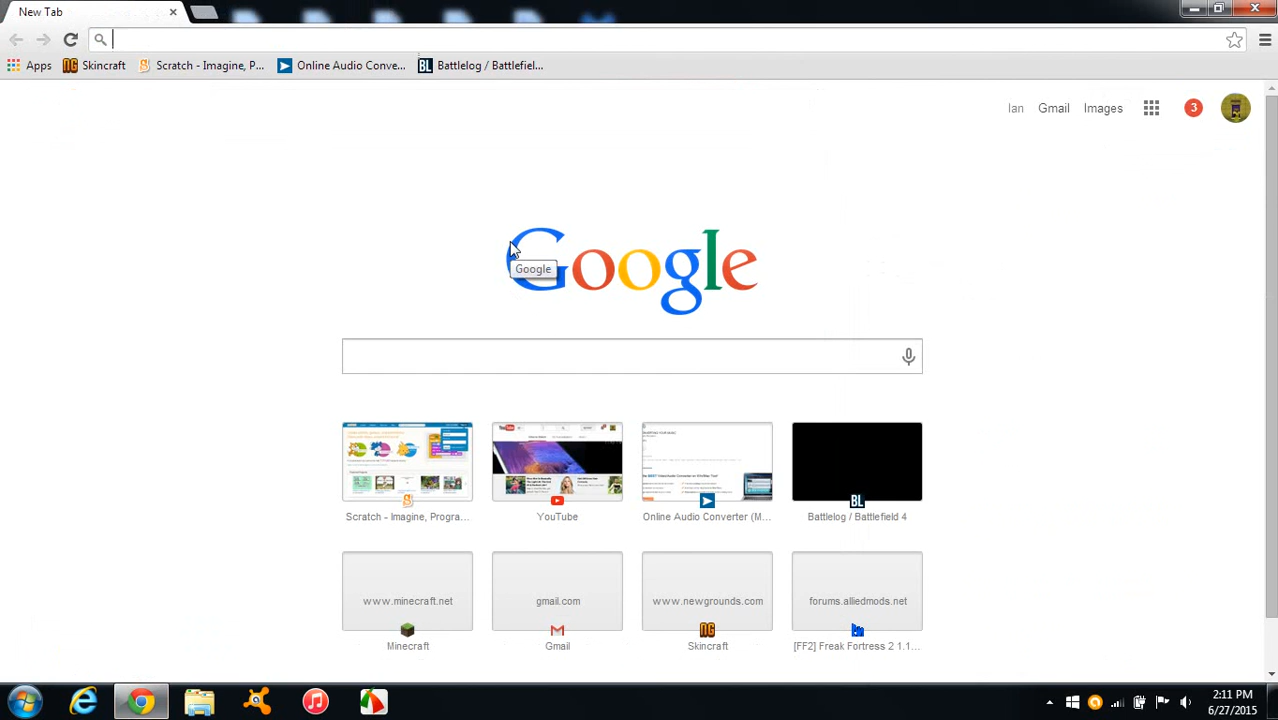 New Tab
Apps Skincraft Scratch - Imagine, P... Online Audio Conve... BL Battlelog / Battlefiel...
Ian Gmail Images 3
Google
Google
Scratch - Imagine, Progra... YouTube Online Audio Converter (M... Battlelog / Battlefield 4
www.minecraft.net gmail.com www.newgrounds.com forums.alliedmods.net
Minecraft Gmail Skincraft [FF2] Freak Fortress 2 1.1...
2:11 PM
6/27/2015